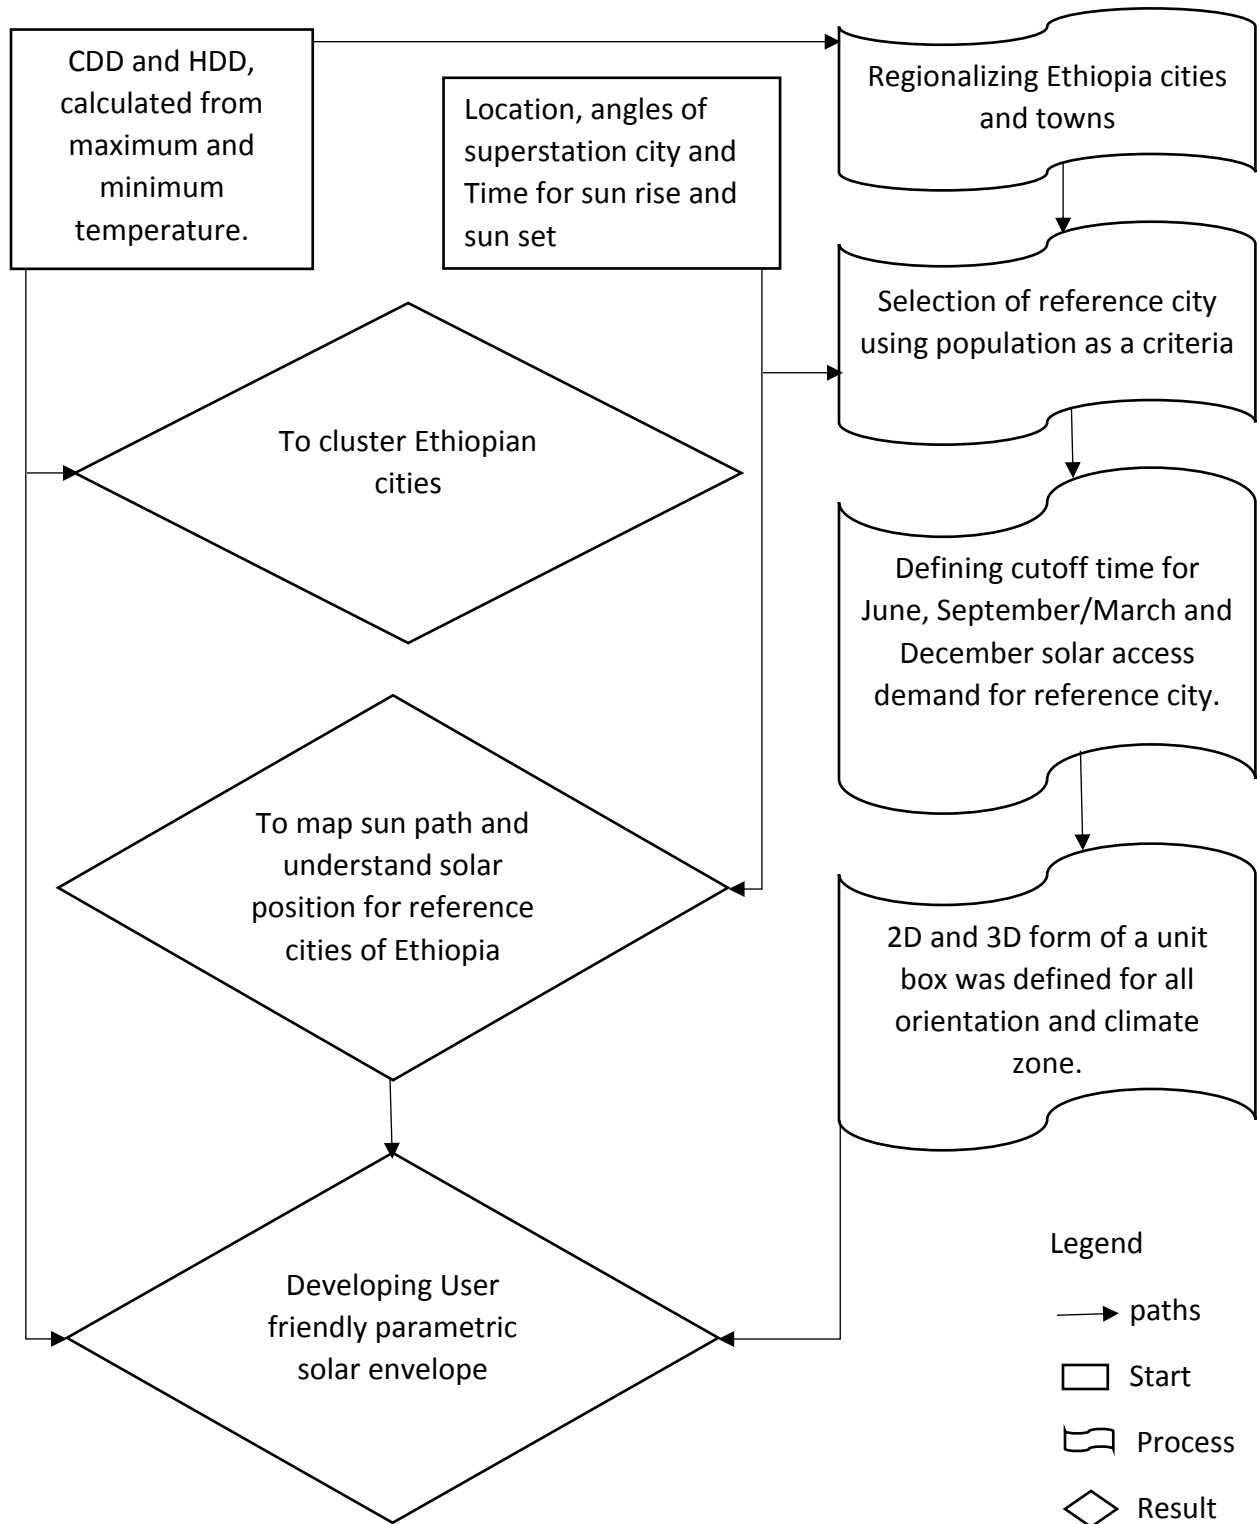 CDD and HDD,
calculated from
maximum and
minimum
temperature.
Location, angles of
superstation city and
Time for sun rise and
sun set
Regionalizing Ethiopia cities
and towns
Selection of reference city
using population as a criteria
To cluster Ethiopian
cities
Defining cutoff time for
June, September/March and
December solar access
demand for reference city.
To map sun path and
understand solar
position for reference
cities of Ethiopia
2D and 3D form of a unit
box was defined for all
orientation and climate
zone.
Developing User
friendly parametric
solar envelope
Legend
paths
Start
Process
Result